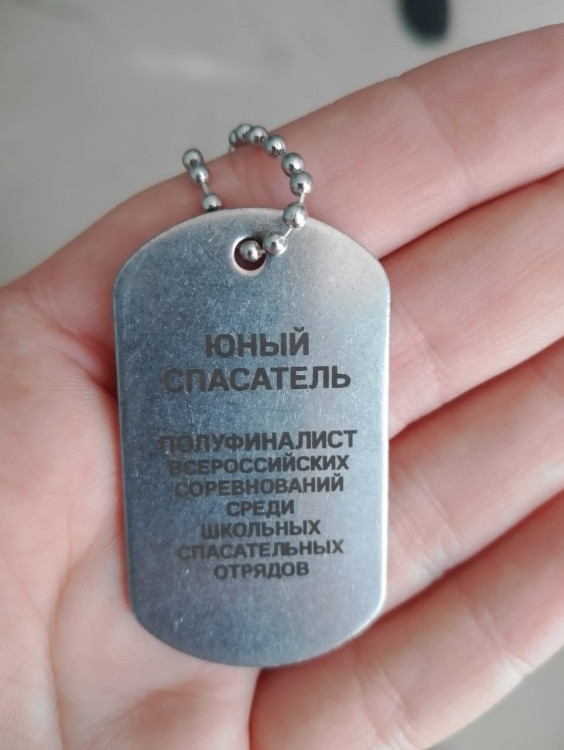 ЮНЫЙ
СПАСАТЕЛЬ
ПОЛУФИНАЛИСТ
ВСЕРОССИЙСКИХ
СОРЕВНОВАНИЙ
СРЕДИ
ШКОЛЬНЫХ
СПАСАТЕЛЬНЫХ
ОТРЯДОВ